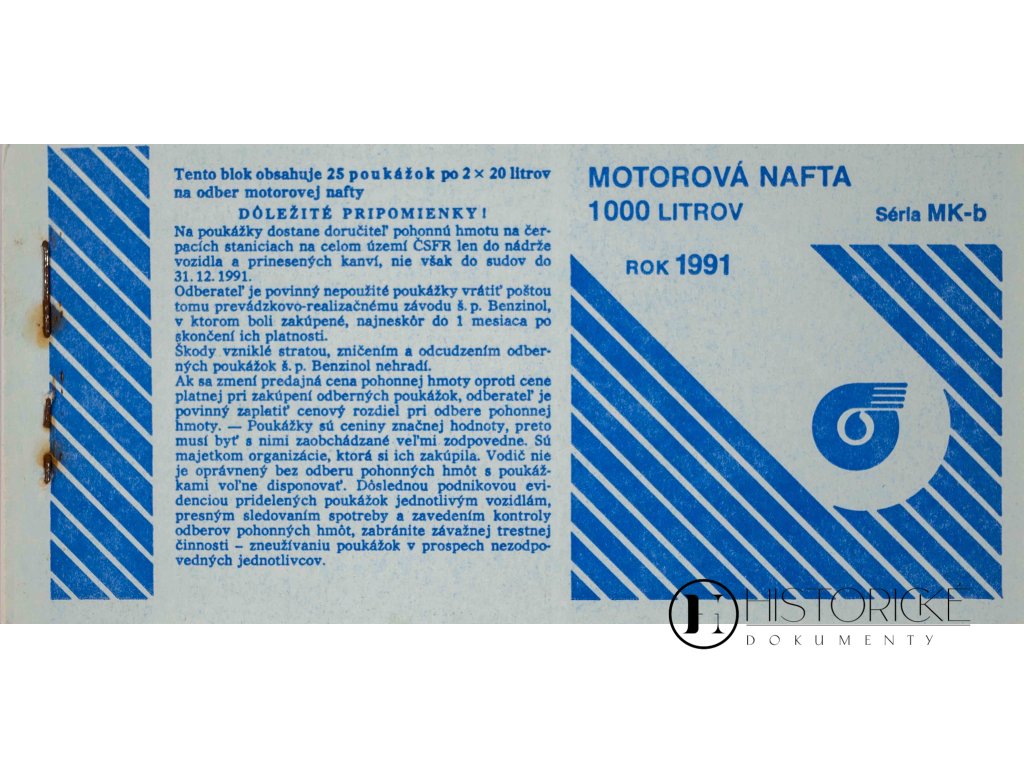 Tento blok obsahuje 25 poukážok po 2 × 20 litrov
na odber motorovej nafty
DÔLEŽITÉ PRIPOMIENKY!
Na poukážky dostane doručiteľ pohonnú hmotu na čer-
pacích staniciach na celom území ČSFR len do nádrže
vozidla a prinesených kanví, nie však do sudov do
31. 12. 1991.
Odberateľ je povinný nepoužité poukážky vrátiť poštou
tomu prevádzkovo-realizačnému závodu š. p. Benzinol,
v ktorom boli zakúpené, najneskôr do 1 mesiaca po
skončení ich platnosti.
Škody vzniklé stratou, zničením a odcudzením odber-
ných poukážok š. p. Benzinol nehradí.
Ak sa zmení predajná cena pohonnej hmoty oproti cene
platnej pri zakúpení odberných poukážok, odberateľ je
povinný zaplatiť cenový rozdiel pri odbere pohonnej
hmoty. — Poukážky sú ceniny značnej hodnoty, preto
musí byť s nimi zaobchádzané veľmi zodpovedne. Sú
majetkom organizácie, ktorá si ich zakúpila. Vodič nie
je oprávnený bez odberu pohonných hmôt s poukáž-
kami voľne disponovať. Dôslednou podnikovou evi-
denciou pridelených poukážok jednotlivým vozidlám,
presným sledovaním spotreby a zavedením kontroly
odberov pohonných hmôt, zabránite závažnej trestnej
činnosti – zneužívaniu poukážok v prospech nezodpo-
vedných jednotlivcov.
MOTOROVÁ NAFTA
1000 LITROV
Séria MK-b
ROK 1991
HISTORICKÉ
DOKUMENTY